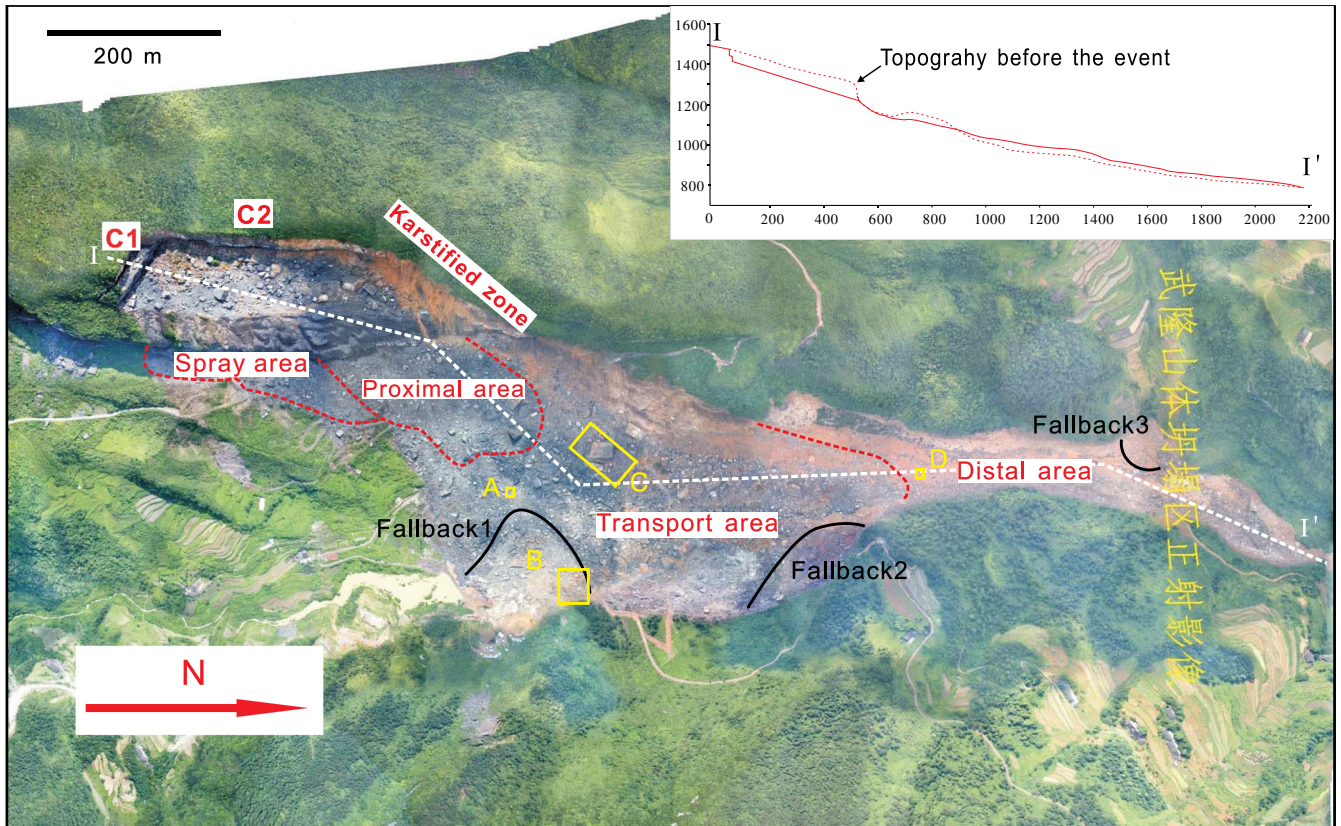 200 m
I
1600
1400
1200
1000
800
0
200
400
600
800
1000
1200
1400
1600
1800
2000
2200
Topograhy before the event
I'
C1
C2
I
Karstified zone
Spray area
Proximal area
Fallback3
D
Distal area
C
A
Transport area
Fallback1
B
Fallback2
I'
N
武隆山体坍塌区正射影像